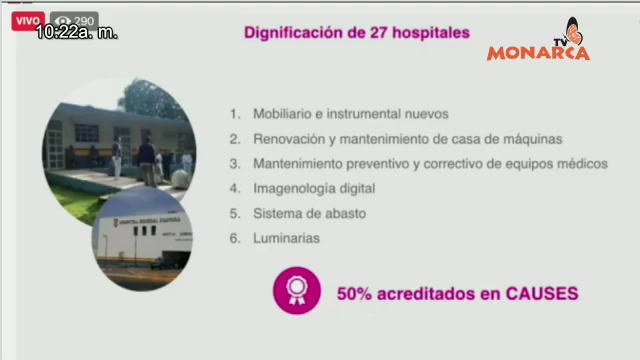 VIVO
290
10:22a. m.
Dignificación de 27 hospitales
TV
MONARCA
1. Mobiliario e instrumental nuevos
2. Renovación y mantenimiento de casa de máquinas
3. Mantenimiento preventivo y correctivo de equipos médicos
4. Imagenología digital
5. Sistema de abasto
6. Luminarias
50% acreditados en CAUSES